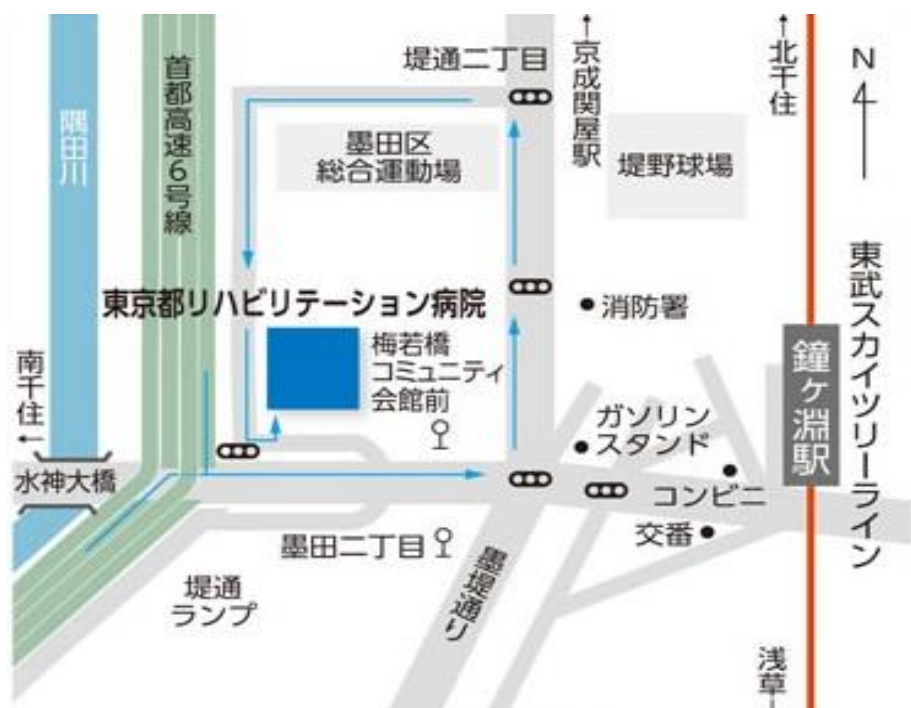 堤通二丁目
↑京成関屋駅
↑北千住
N
首都高速6号線
隅田川
墨田区
総合運動場
堤野球場
東武スカイツリーライン
東京都リハビリテーション病院
消防署
梅若橋
コミュニティ
会館前
鐘ヶ淵駅
南千住↑
ガソリン
スタンド
水神大橋
コンビニ
墨田二丁目
交番
堤通
ランプ
墨堤通り
浅草↓